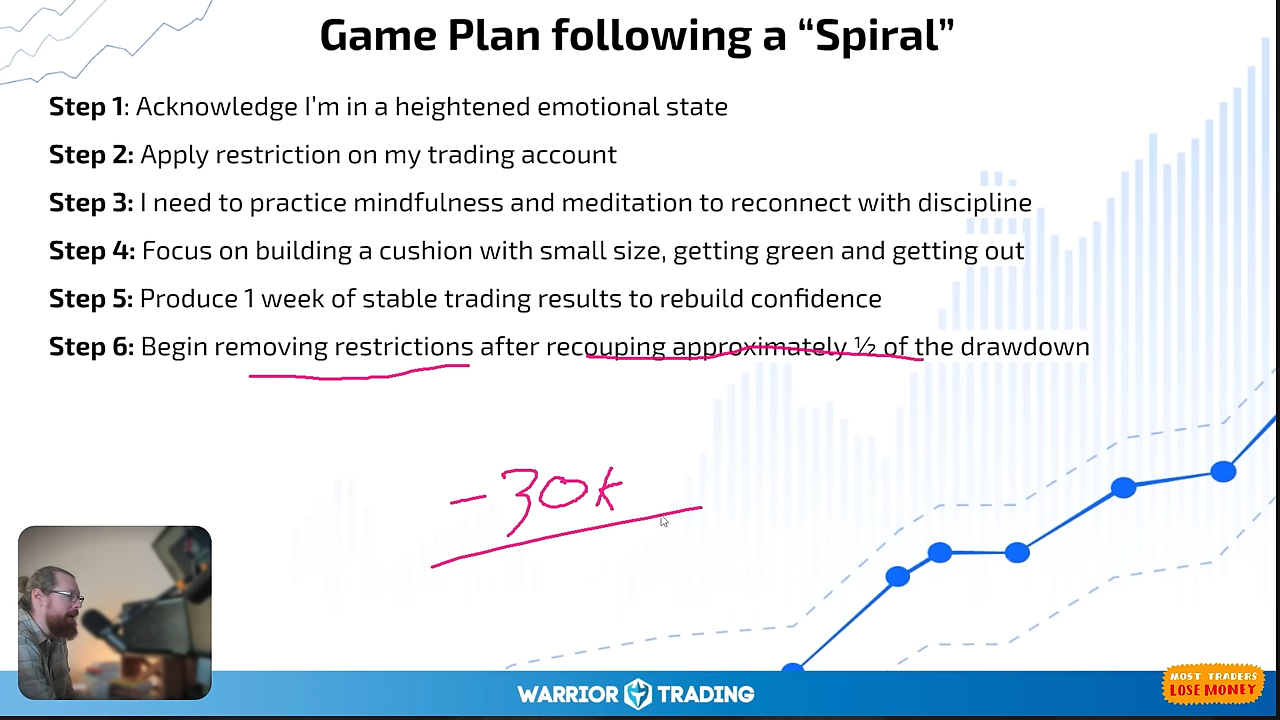 Game Plan following a “Spiral”
Step 1: Acknowledge I'm in a heightened emotional state
Step 2: Apply restriction on my trading account
Step 3: I need to practice mindfulness and meditation to reconnect with discipline
Step 4: Focus on building a cushion with small size, getting green and getting out
Step 5: Produce 1 week of stable trading results to rebuild confidence
Step 6: Begin removing restrictions after recouping approximately ½ of the drawdown
-30k
WARRIOR TRADING
MOST TRADERS
LOSE MONEY